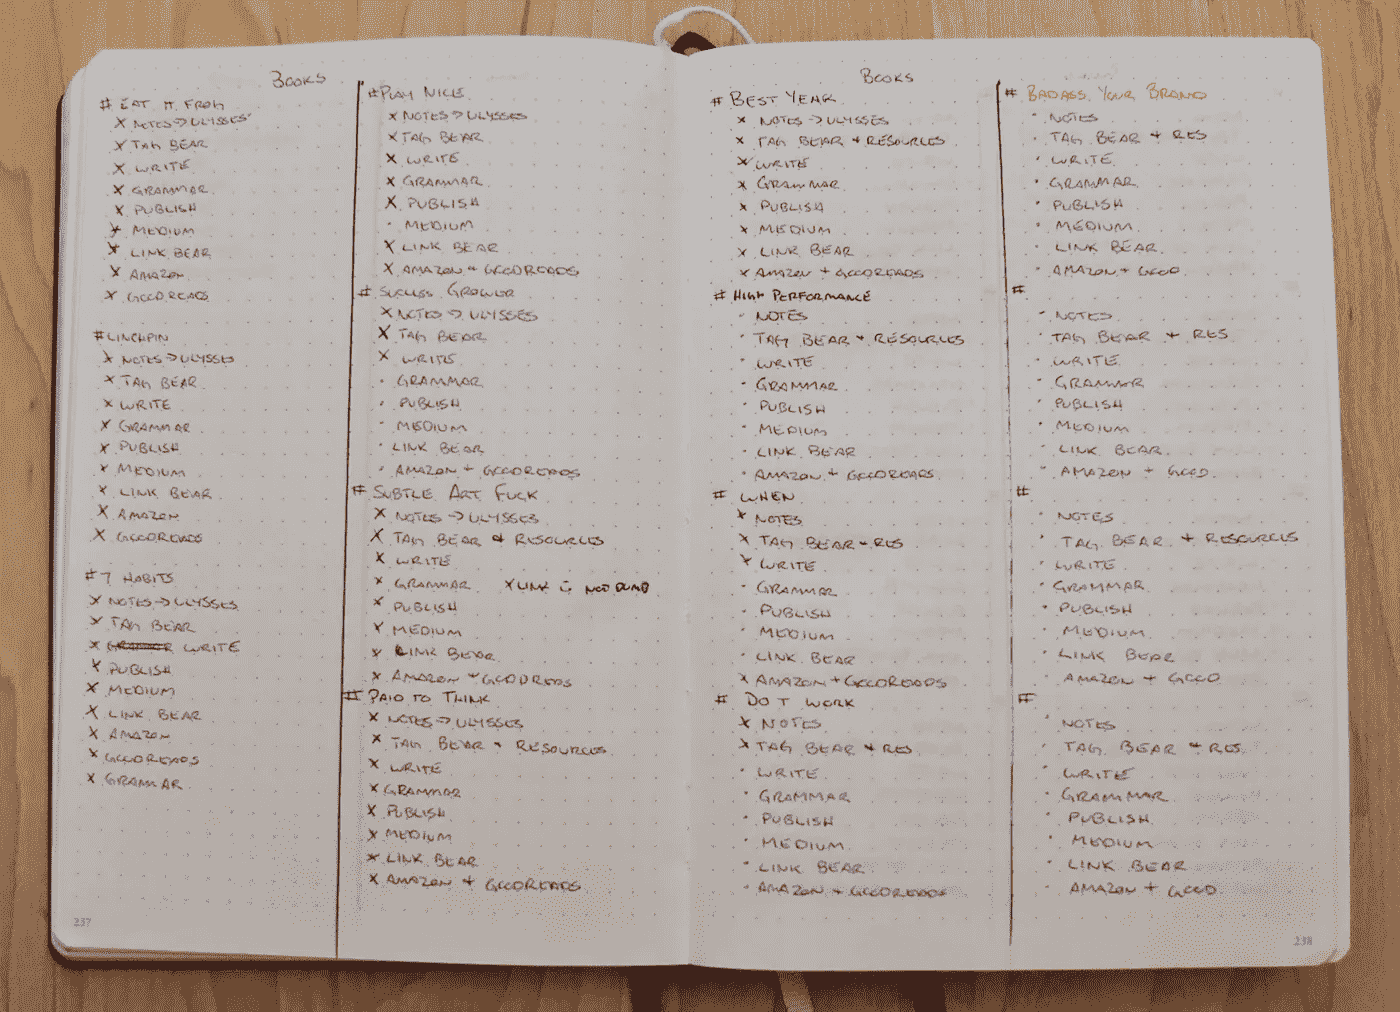 Books
# EAT IT FROG
x NOTES → ULYSSES
x TAG BEAR
x WRITE
x GRAMMAR
x PUBLISH
x MEDIUM
x LINK BEAR
x AMAZON
x GOODREADS
# LINCHPIN
x NOTES → ULYSSES
x TAG BEAR
x WRITE
x GRAMMAR
x PUBLISH
x MEDIUM
x LINK BEAR
x AMAZON
x GOODREADS
# 7 HABITS
x NOTES → ULYSSES
x TAG BEAR
x WRITE
x PUBLISH
x MEDIUM
x LINK BEAR
x AMAZON
x GOODREADS
x GRAMMAR
237
# PLAY NICE
x NOTES → ULYSSES
x TAG BEAR
x WRITE
x GRAMMAR
x PUBLISH
· MEDIUM
x LINK BEAR
x AMAZON + GOODREADS
# SUCCESS GROWER
x NOTES → ULYSSES
x TAG BEAR
x WRITE
· GRAMMAR
· PUBLISH
· MEDIUM
· LINK BEAR
· AMAZON + GOODREADS
# SUBTLE ART FUCK
x NOTES → ULYSSES
x TAG BEAR + RESOURCES
x WRITE
x GRAMMAR x LINK NOT DUMB
x PUBLISH
x MEDIUM
x LINK BEAR
x AMAZON + GOODREADS
# PAID TO THINK
x NOTES → ULYSSES
x TAG BEAR + RESOURCES
x WRITE
x GRAMMAR
x PUBLISH
x MEDIUM
x LINK BEAR
x AMAZON + GOODREADS
BOOKS
# BEST YEAR
x NOTES → ULYSSES
x TAG BEAR + RESOURCES
x WRITE
x GRAMMAR
x PUBLISH
x MEDIUM
x LINK BEAR
x AMAZON + GOODREADS
# HIGH PERFORMANCE
· NOTES
· TAG BEAR + RESOURCES
· WRITE
· GRAMMAR
· PUBLISH
· MEDIUM
· LINK BEAR
· AMAZON + GOODREADS
# WHEN
x NOTES
x TAG BEAR + RES
x WRITE
· GRAMMAR
· PUBLISH
· MEDIUM
· LINK BEAR
x AMAZON + GOODREADS
# DO T WORK
x NOTES
x TAG BEAR + RES
· WRITE
· GRAMMAR
· PUBLISH
· MEDIUM
· LINK BEAR
· AMAZON + GOODREADS
# BADASS YOUR BRAND
· NOTES
· TAG BEAR + RES
· WRITE
· GRAMMAR
· PUBLISH
· MEDIUM
· LINK BEAR
· AMAZON + GOOD
#
· NOTES
· TAG BEAR + RES
· WRITE
· GRAMMAR
· PUBLISH
· MEDIUM
· LINK BEAR
· AMAZON + GOOD
#
· NOTES
· TAG BEAR + RESOURCES
· WRITE
· GRAMMAR
· PUBLISH
· MEDIUM
· LINK BEAR
· AMAZON + GOOD
#
· NOTES
· TAG BEAR + RES
· WRITE
· GRAMMAR
· PUBLISH
· MEDIUM
· LINK BEAR
· AMAZON + GOOD
238